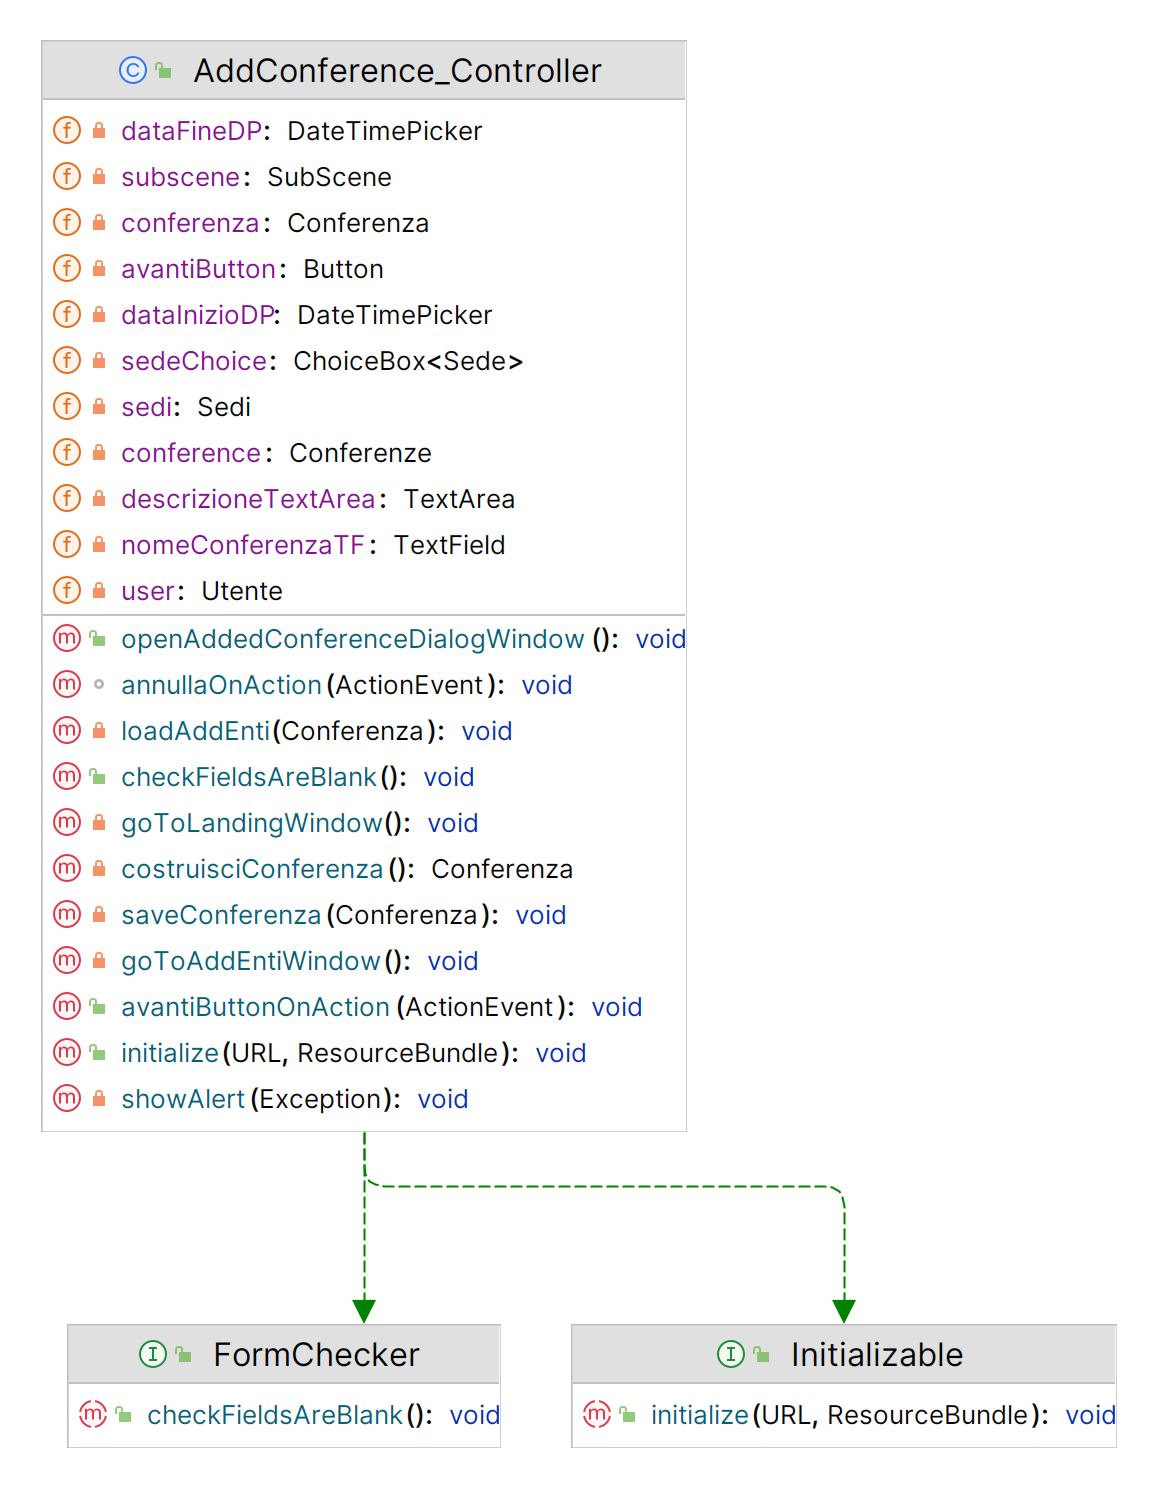 C AddConference_Controller
f dataFineDP: DateTimePicker
f subscene: SubScene
f conferenza: Conferenza
f avantiButton: Button
f dataInizioDP: DateTimePicker
f sedeChoice: ChoiceBox<Sede>
f sedi: Sedi
f conference: Conferenze
f descrizioneTextArea: TextArea
f nomeConferenzaTF: TextField
f user: Utente
m openAddedConferenceDialogWindow(): void
m annullaOnAction(ActionEvent): void
m loadAddEnti(Conferenza): void
m checkFieldsAreBlank(): void
m goToLandingWindow(): void
m costruisciConferenza(): Conferenza
m saveConferenza(Conferenza): void
m goToAddEntiWindow(): void
m avantiButtonOnAction(ActionEvent): void
m initialize(URL, ResourceBundle): void
m showAlert(Exception): void
I FormChecker
m checkFieldsAreBlank(): void
I Initializable
m initialize(URL, ResourceBundle): void